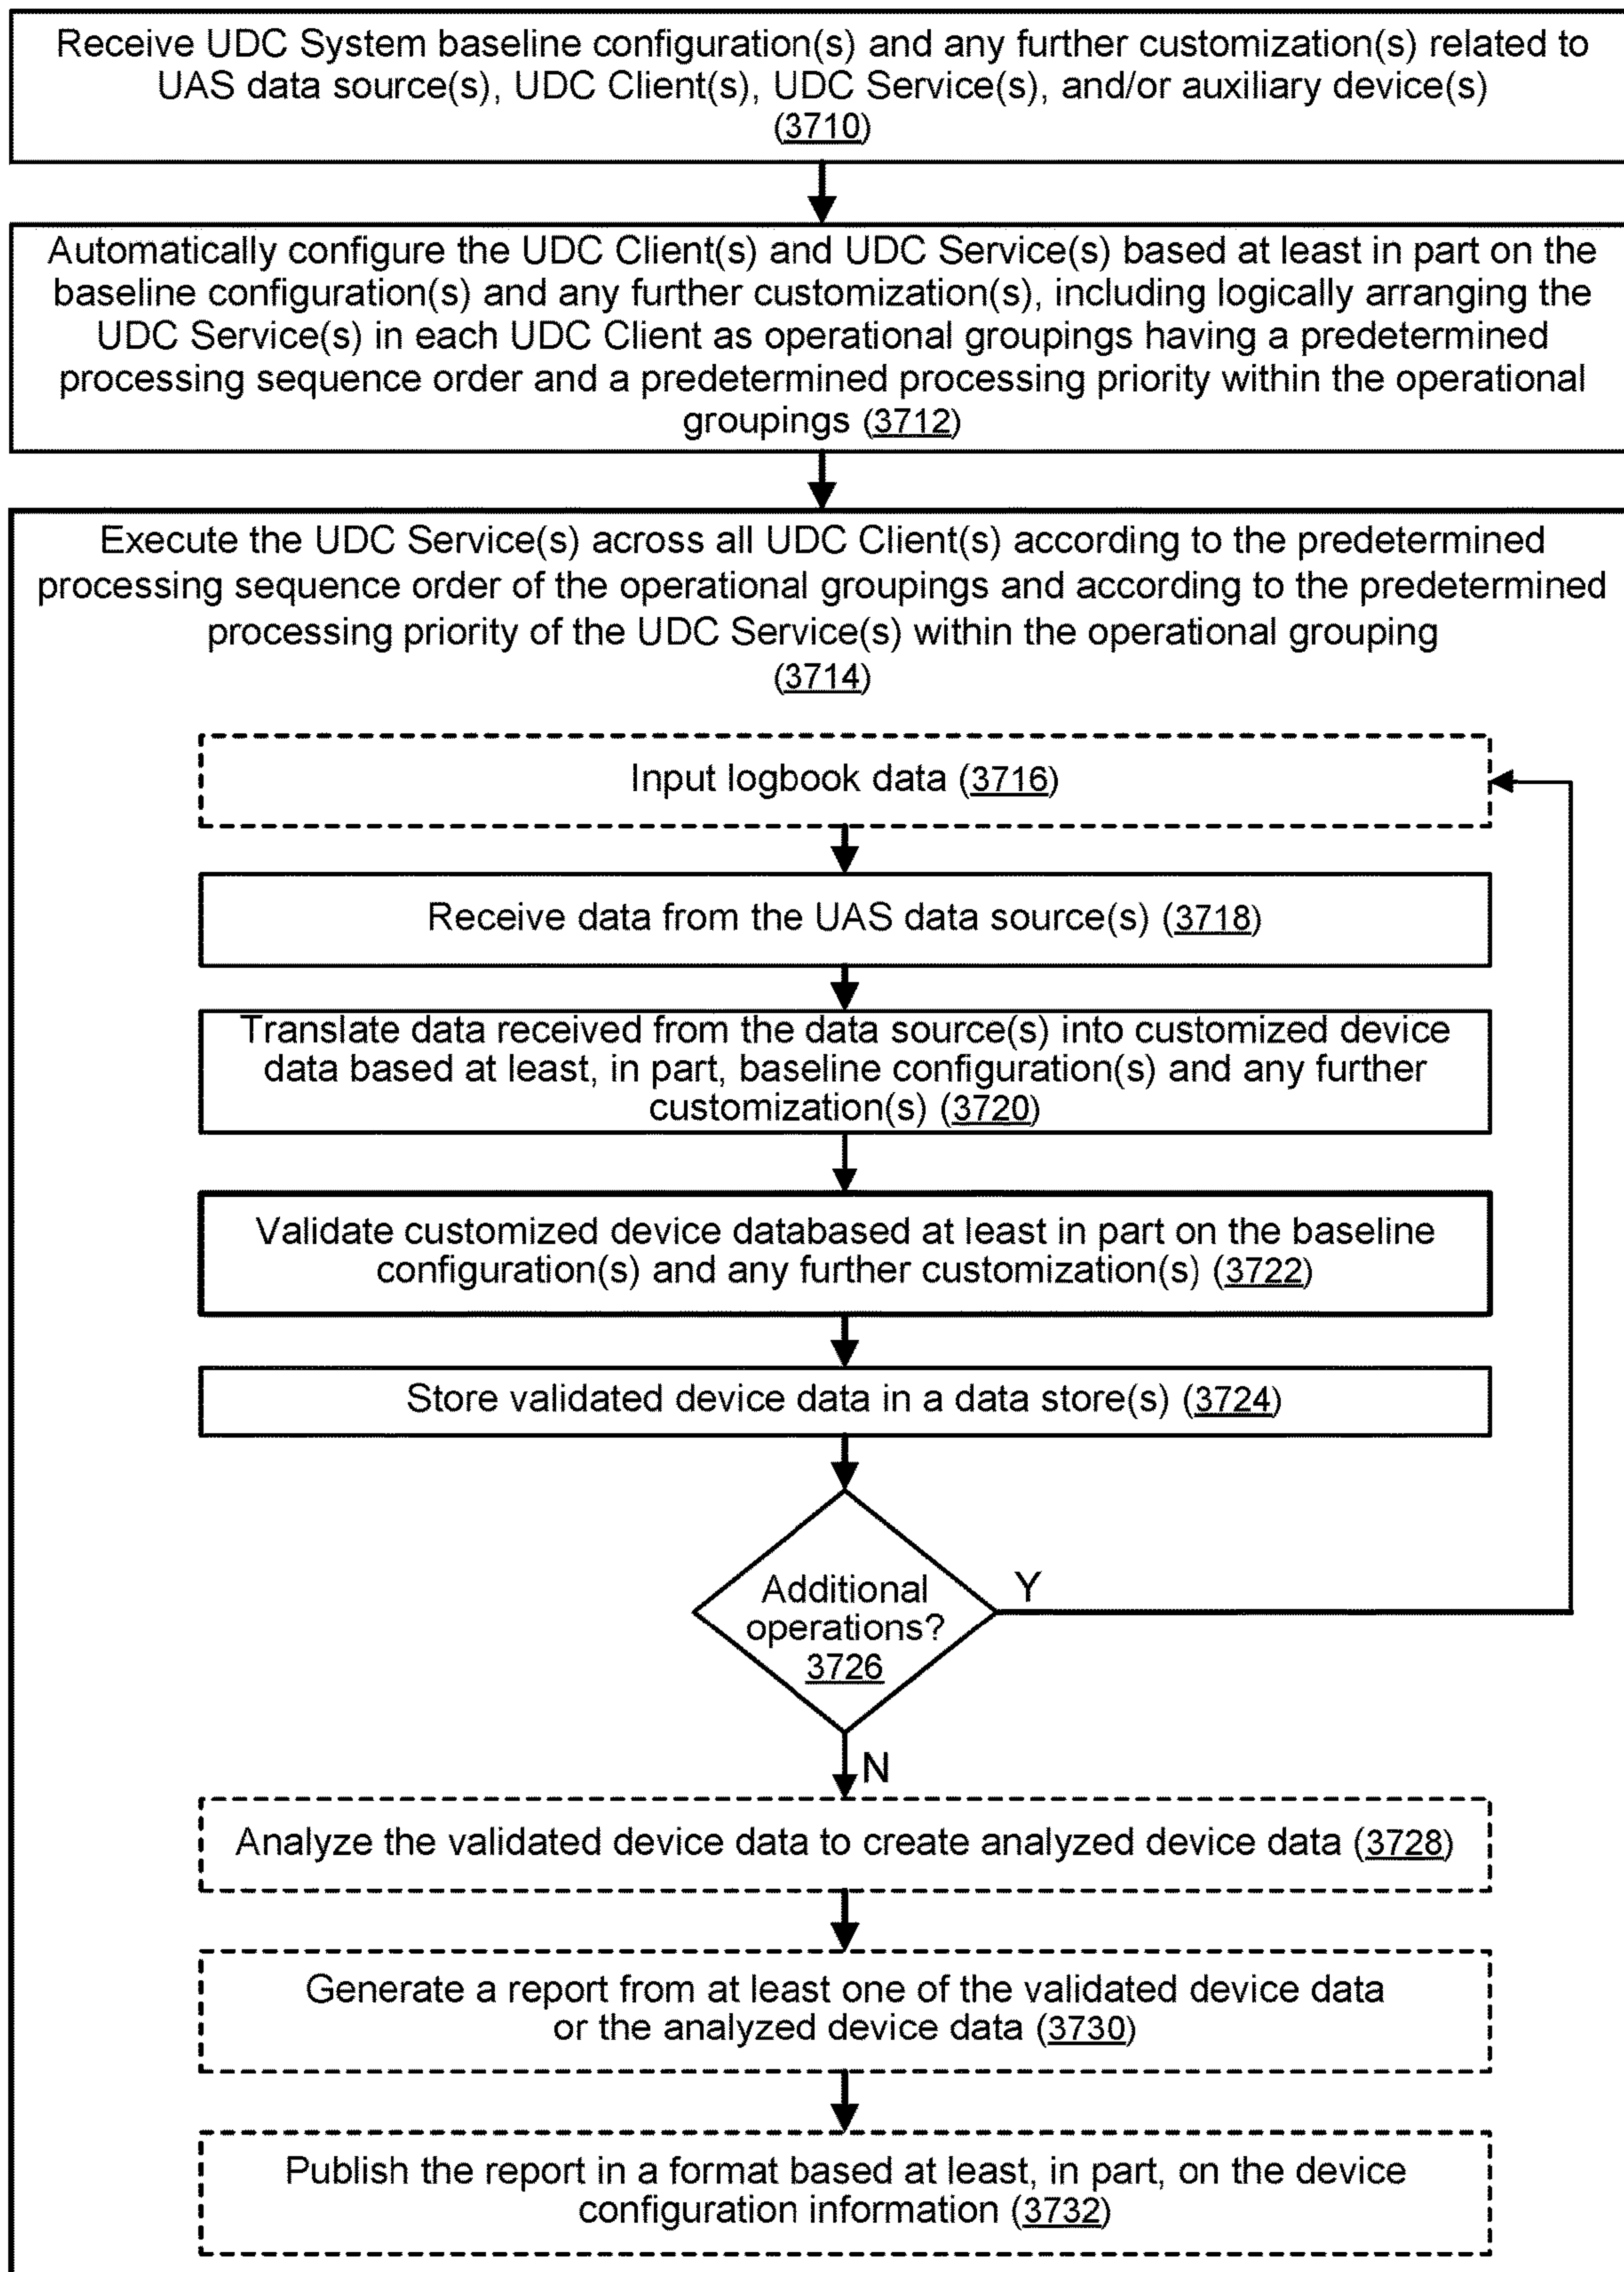 Receive UDC System baseline configuration(s) and any further customization(s) related to
UAS data source(s), UDC Client(s), UDC Service(s), and/or auxiliary device(s)
(3710)
Automatically configure the UDC Client(s) and UDC Service(s) based at least in part on the
baseline configuration(s) and any further customization(s), including logically arranging the
UDC Service(s) in each UDC Client as operational groupings having a predetermined
processing sequence order and a predetermined processing priority within the operational
groupings (3712)
Execute the UDC Service(s) across all UDC Client(s) according to the predetermined
processing sequence order of the operational groupings and according to the predetermined
processing priority of the UDC Service(s) within the operational grouping
(3714)
Input logbook data (3716)
Receive data from the UAS data source(s) (3718)
Translate data received from the data source(s) into customized device
data based at least, in part, baseline configuration(s) and any further
customization(s) (3720)
Validate customized device databased at least in part on the baseline
configuration(s) and any further customization(s) (3722)
Store validated device data in a data store(s) (3724)
Additional
operations?
3726
Y
N
Analyze the validated device data to create analyzed device data (3728)
Generate a report from at least one of the validated device data
or the analyzed device data (3730)
Publish the report in a format based at least, in part, on the device
configuration information (3732)